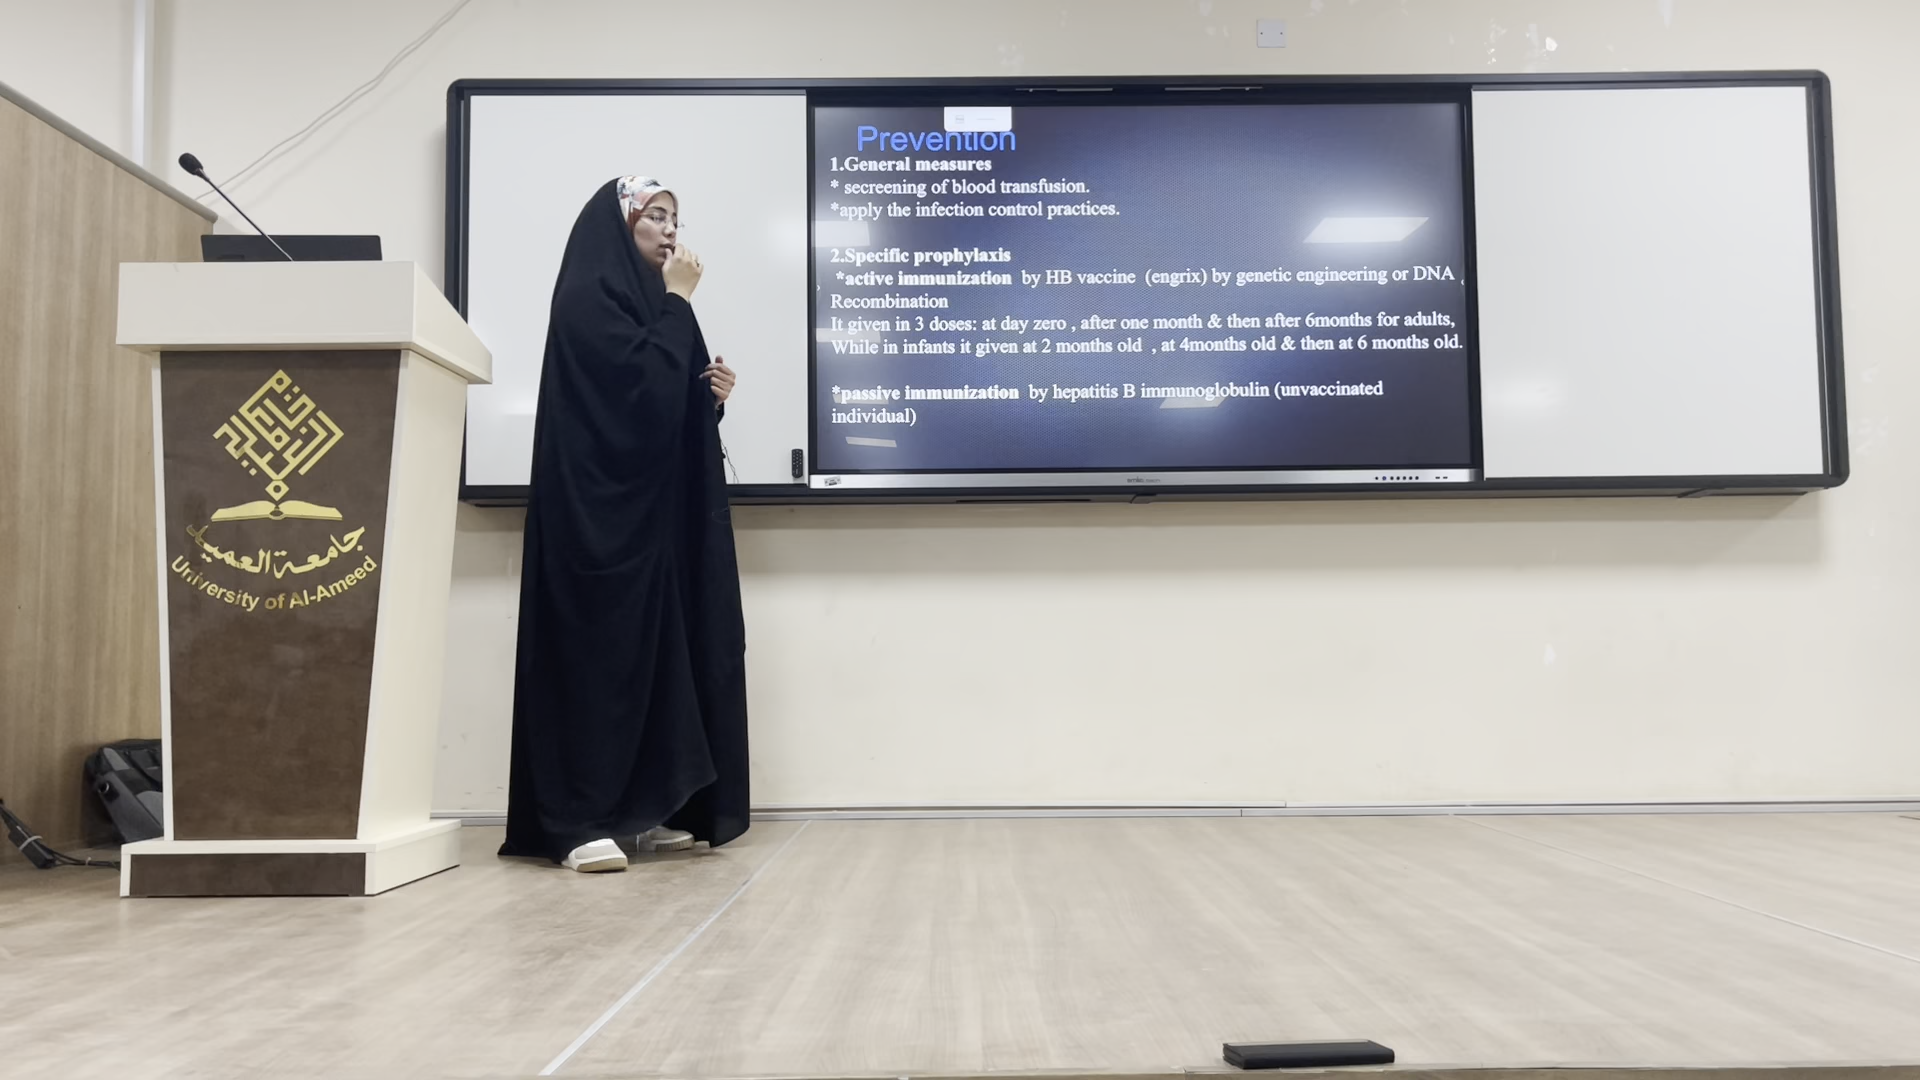 Prevention
1.General measures
* secreening of blood transfusion.
*apply the infection control practices.
2.Specific prophylaxis
*active immunization by HB vaccine (engrix) by genetic engineering or DNA
Recombination
It given in 3 doses: at day zero , after one month & then after 6months for adults,
While in infants it given at 2 months old , at 4months old & then at 6 months old.
*passive immunization by hepatitis B immunoglobulin (unvaccinated
individual)
جامعة العميد
University of Al-Ameed